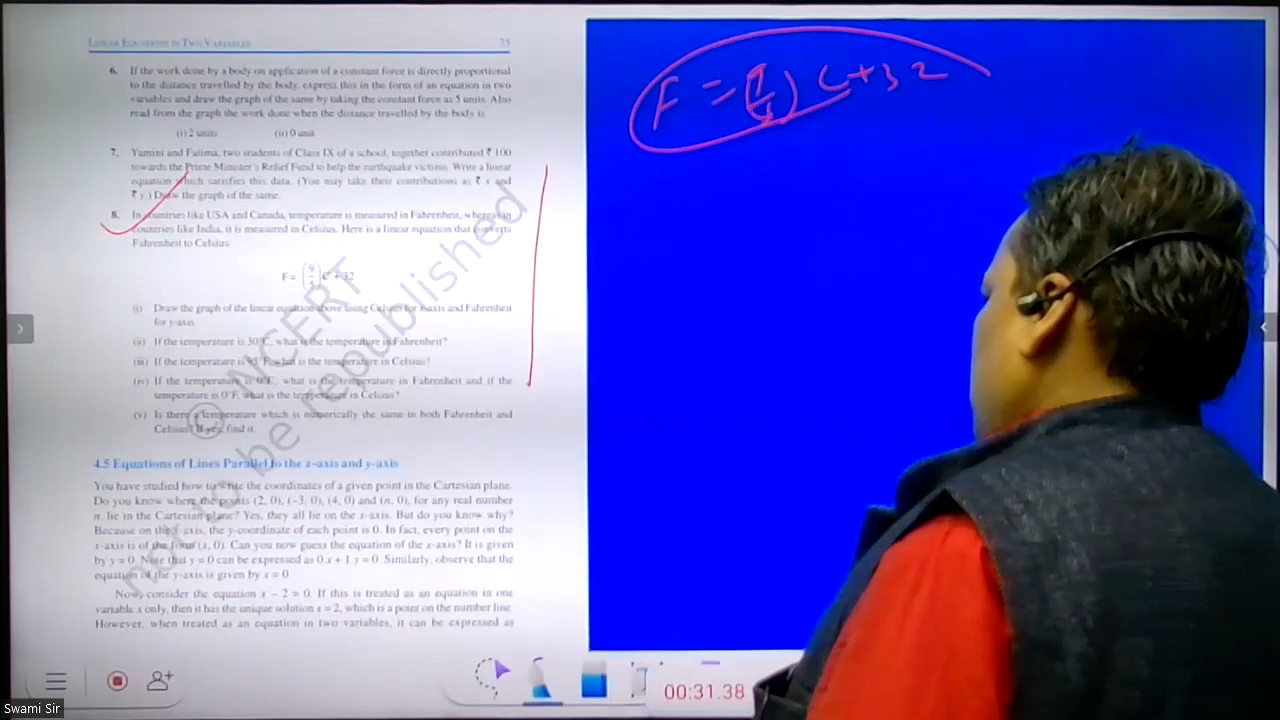 LINEAR EQUATIONS IN TWO VARIABLES 75
F = (9/5) C + 32
6. If the work done by a body on application of a constant force is directly proportional
to the distance travelled by the body, express this in the form of an equation in two
variables and draw the graph of the same by taking the constant force as 5 units. Also
read from the graph the work done when the distance travelled by the body is
(i) 2 units (ii) 0 unit
7. Yamini and Fatima, two students of Class IX of a school, together contributed ₹ 100
towards the Prime Minister's Relief Fund to help the earthquake victims. Write a linear
equation which satisfies this data. (You may take their contributions as ₹ x and
₹ y.) Draw the graph of the same.
8. In countries like USA and Canada, temperature is measured in Fahrenheit, whereas in
countries like India, it is measured in Celsius. Here is a linear equation that converts
Fahrenheit to Celsius:
F = (9/5) C + 32
(i) Draw the graph of the linear equation above using Celsius for x-axis and Fahrenheit
for y-axis.
(ii) If the temperature is 30°C, what is the temperature in Fahrenheit?
(iii) If the temperature is 95°F, what is the temperature in Celsius?
(iv) If the temperature is 0°C, what is the temperature in Fahrenheit and if the
temperature is 0°F, what is the temperature in Celsius?
(v) Is there a temperature which is numerically the same in both Fahrenheit and
Celsius? If yes, find it.
4.5 Equations of Lines Parallel to the x-axis and y-axis
You have studied how to write the coordinates of a given point in the Cartesian plane.
Do you know where the points (2, 0), (–3, 0), (4, 0) and (n, 0), for any real number
n, lie in the Cartesian plane? Yes, they all lie on the x-axis. But do you know why?
Because on the x-axis, the y-coordinate of each point is 0. In fact, every point on the
x-axis is of the form (x, 0). Can you now guess the equation of the x-axis? It is given
by y = 0. Note that y = 0 can be expressed as 0.x + 1.y = 0. Similarly, observe that the
equation of the y-axis is given by x = 0
Now, consider the equation x – 2 = 0. If this is treated as an equation in one
variable x only, then it has the unique solution x = 2, which is a point on the number line.
However, when treated as an equation in two variables, it can be expressed as
© NCERT
not to be republished
00:31.38
Swami Sir